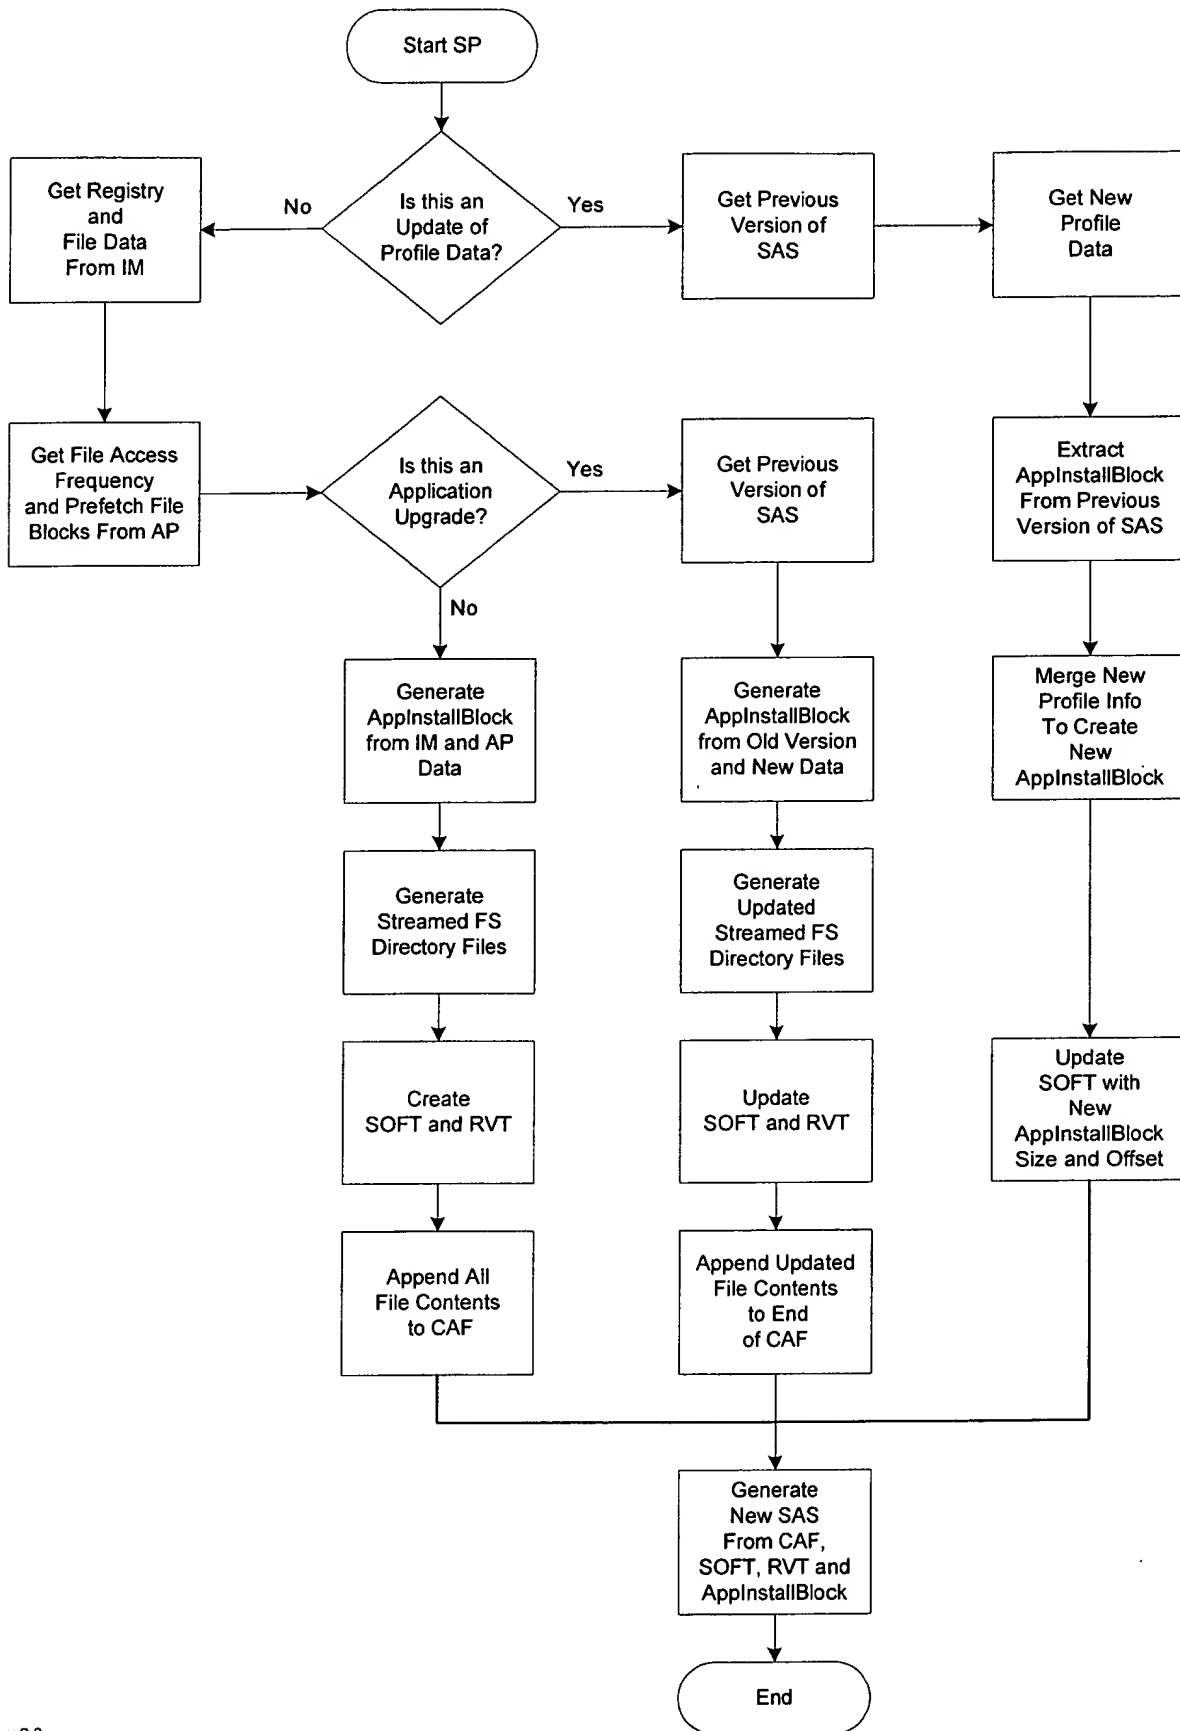 Start SP
Is this an
Update of
Profile Data?
No
Yes
Get Registry
and
File Data
From IM
Get Previous
Version of
SAS
Get New
Profile
Data
Get File Access
Frequency
and Prefetch File
Blocks From AP
Is this an
Application
Upgrade?
Yes
No
Get Previous
Version of
SAS
Extract
AppInstallBlock
From Previous
Version of SAS
Generate
AppInstallBlock
from IM and AP
Data
Generate
AppInstallBlock
from Old Version
and New Data
Merge New
Profile Info
To Create
New
AppInstallBlock
Generate
Streamed FS
Directory Files
Generate
Updated
Streamed FS
Directory Files
Create
SOFT and RVT
Update
SOFT and RVT
Update
SOFT with
New
AppInstallBlock
Size and Offset
Append All
File Contents
to CAF
Append Updated
File Contents
to End
of CAF
Generate
New SAS
From CAF,
SOFT, RVT and
AppInstallBlock
End